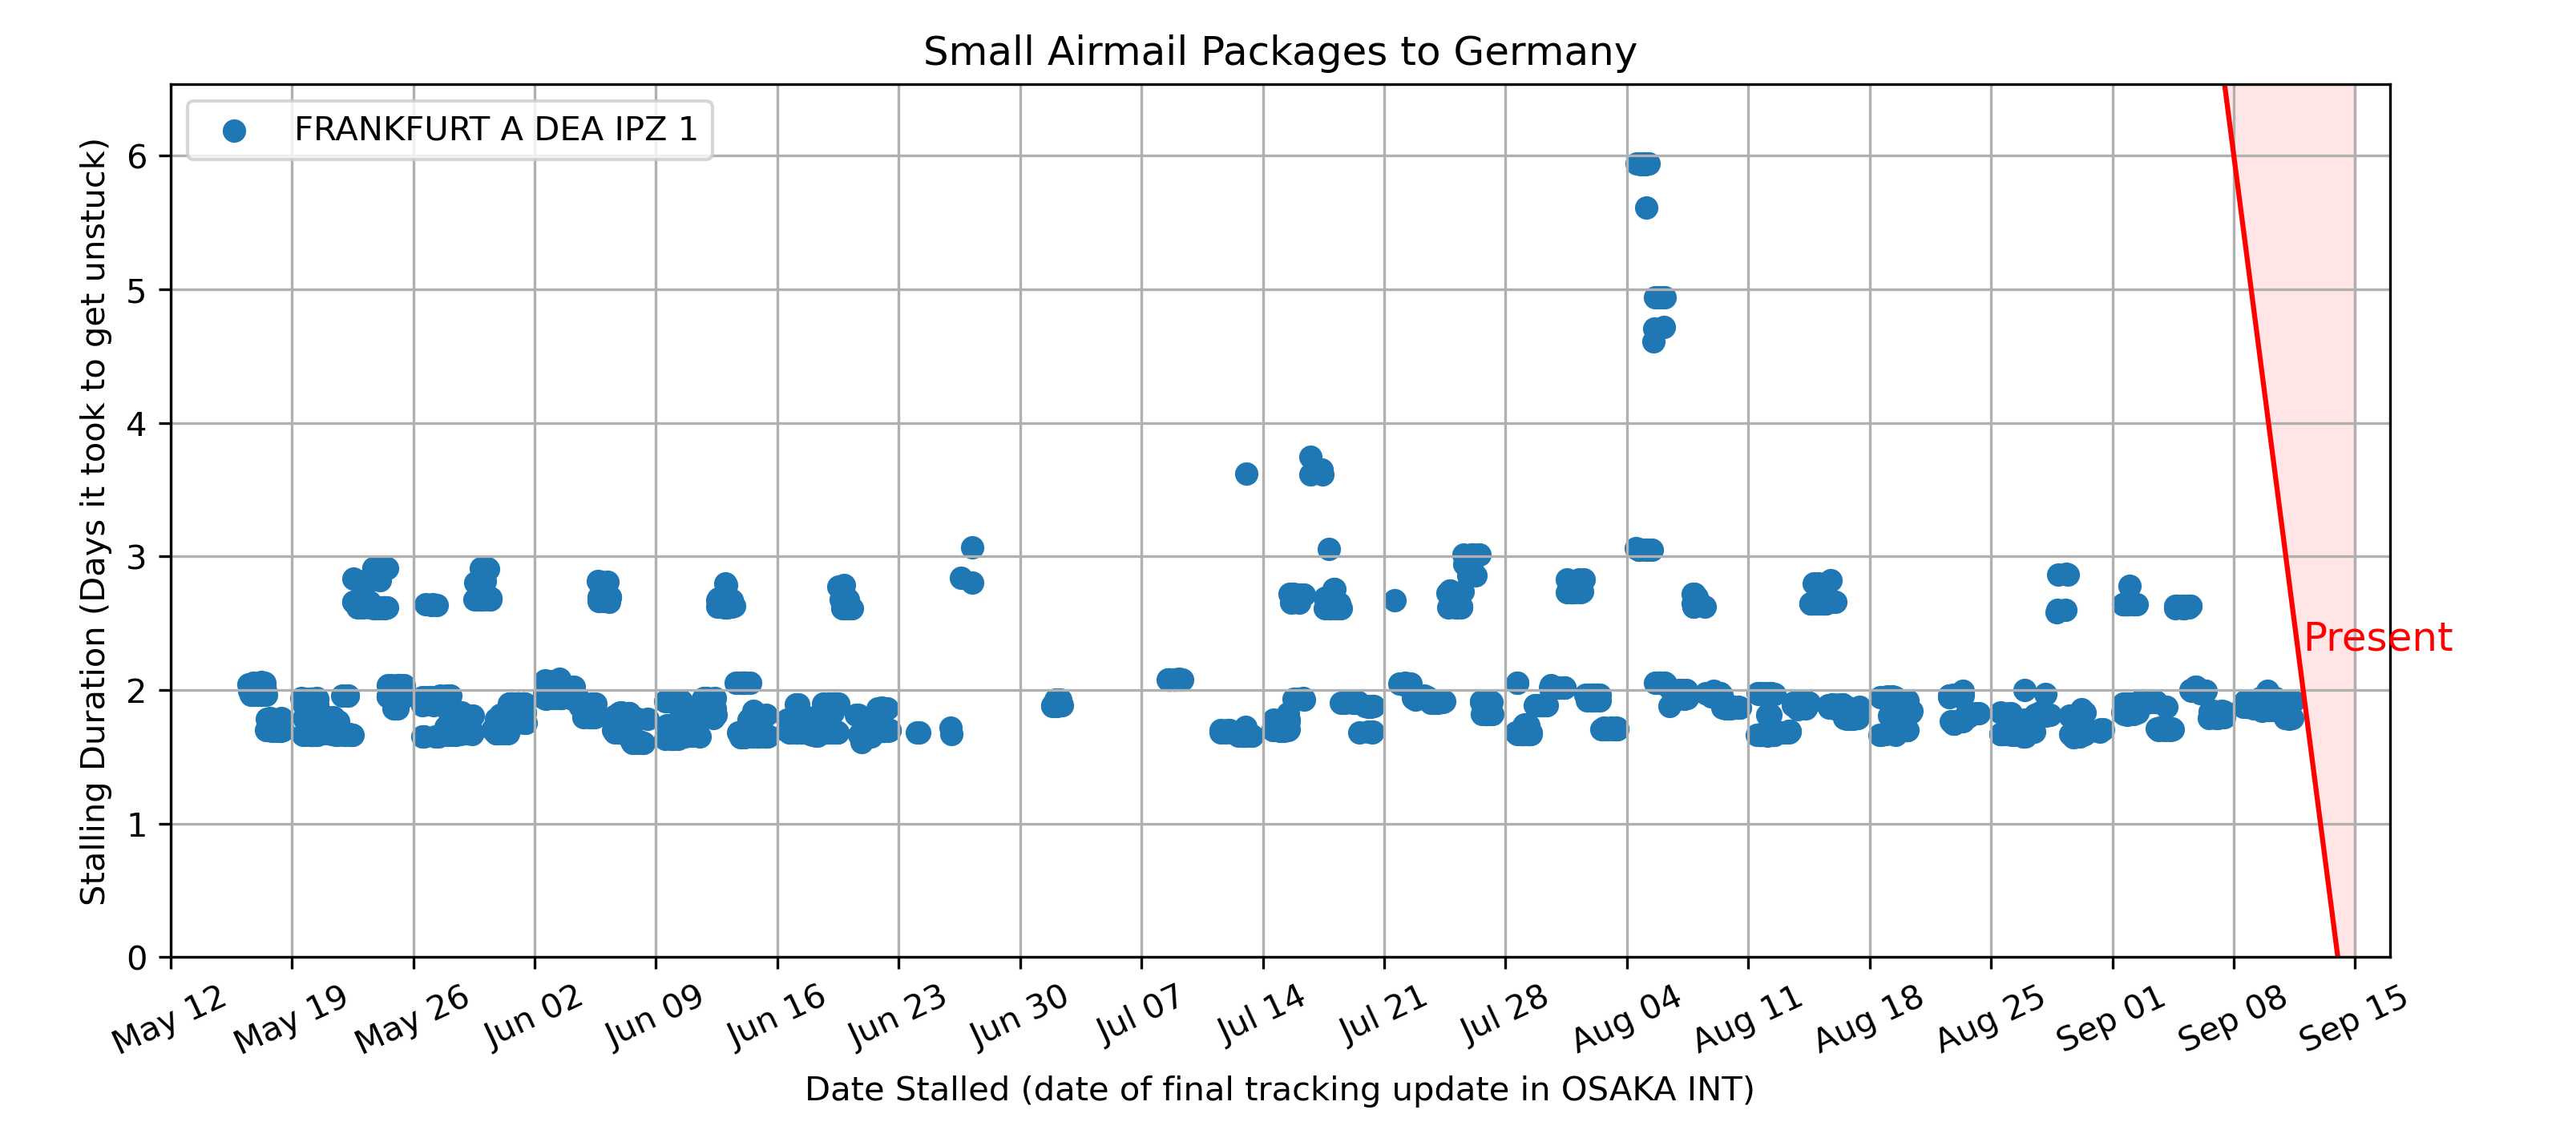 Small Airmail Packages to Germany
FRANKFURT A DEA IPZ 1
Stalling Duration (Days it took to get unstuck)
6
5
4
3
2
1
0
Present
May 12
May 19
May 26
Jun 02
Jun 09
Jun 16
Jun 23
Jun 30
Jul 07
Jul 14
Jul 21
Jul 28
Aug 04
Aug 11
Aug 18
Aug 25
Sep 01
Sep 08
Sep 15
Date Stalled (date of final tracking update in OSAKA INT)